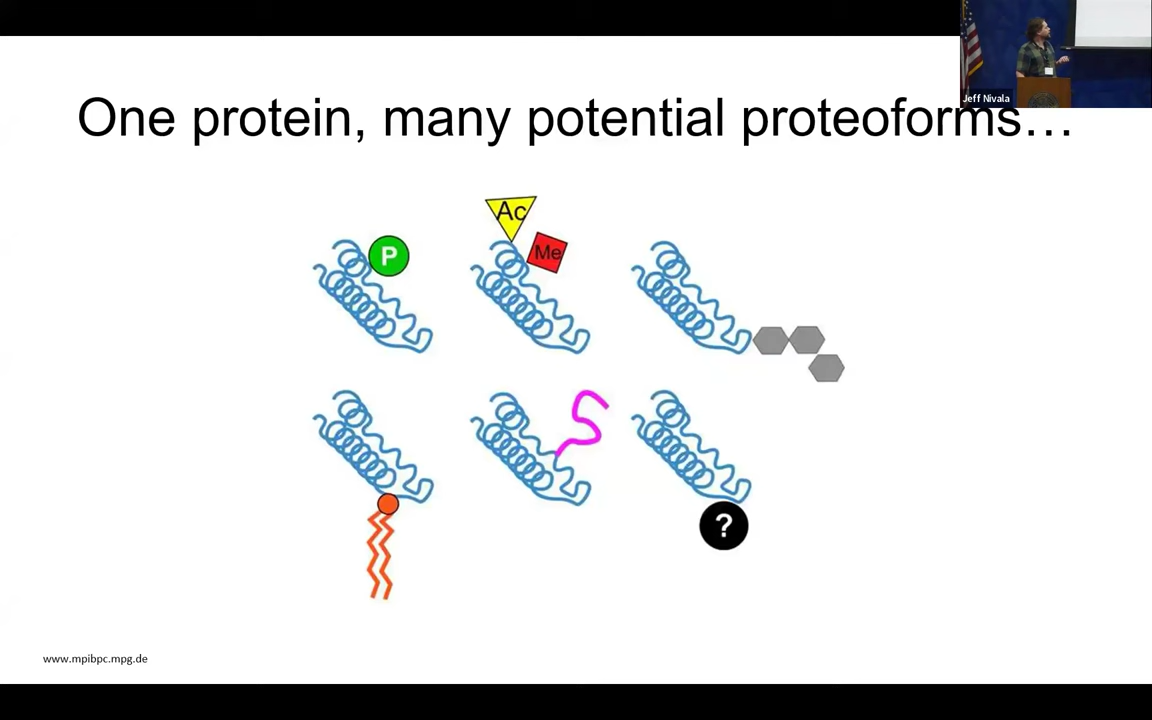 Jeff Nivala
One protein, many potential proteoforms…
P
Ac
Me
?
www.mpibpc.mpg.de